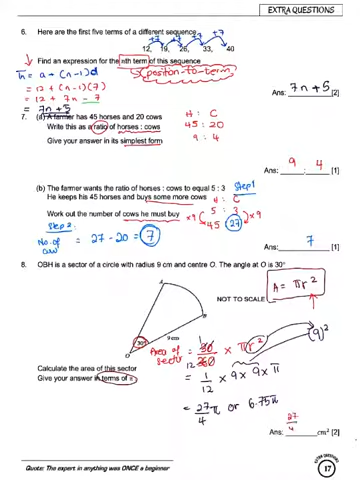 EXTRA QUESTIONS
6. Here are the first five terms of a different sequence
+7 +7 +7 +7
12, 19, 26, 33, 40
Find an expression for the nth term of this sequence
position-to-term
Tn = a + (n-1)d
= 12 + (n-1)(7)
= 12 + 7n - 7
= 7n + 5
Ans: 7n + 5 [2]
7. (a) A farmer has 45 horses and 20 cows
Write this as a ratio of horses : cows
Give your answer in its simplest form
H : C
45 : 20
9 : 4
9 : 4 [1]
(b) The farmer wants the ratio of horses : cows to equal 5 : 3
He keeps his 45 horses and buys some more cows
Work out the number of cows he must buy
Step 1
H : C
5 : 3
×9 45 27 ×9
Step 2:
No. of cow = 27 - 20 = 7
Ans: 7 [1]
8. OBH is a sector of a circle with radius 9 cm and centre O. The angle at O is 30°
A = πr²
NOT TO SCALE
A
B
O
30°
9 cm
(9)²
Area of sector = 30/360 × πr²
1
12
= 1/12 × 9 × 9 × π
= 27/4 π or 6.75π
Calculate the area of this sector
Give your answer in terms of π
Ans: 27/4 cm² [2]
Quote: The expert in anything was ONCE a beginner
EXTRA QUESTIONS
17